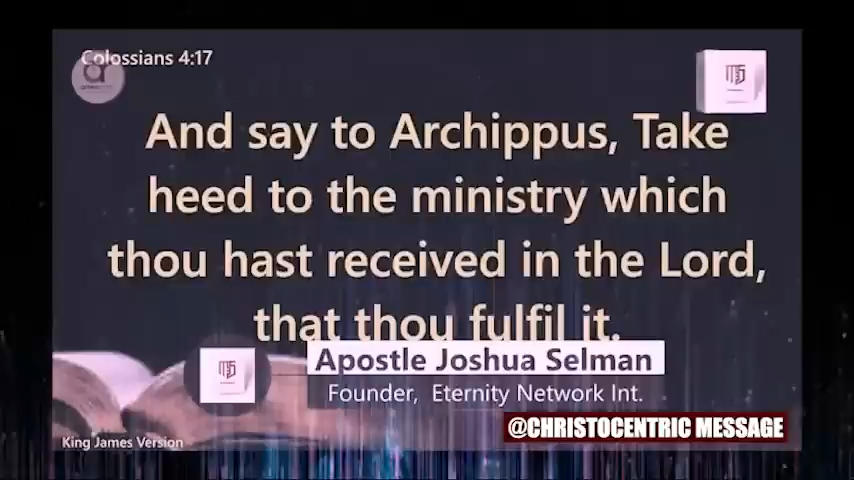 Colossians 4:17
And say to Archippus, Take
heed to the ministry which
thou hast received in the Lord,
that thou fulfil it.
Apostle Joshua Selman
Founder, Eternity Network Int.
@CHRISTOCENTRIC MESSAGE
King James Version